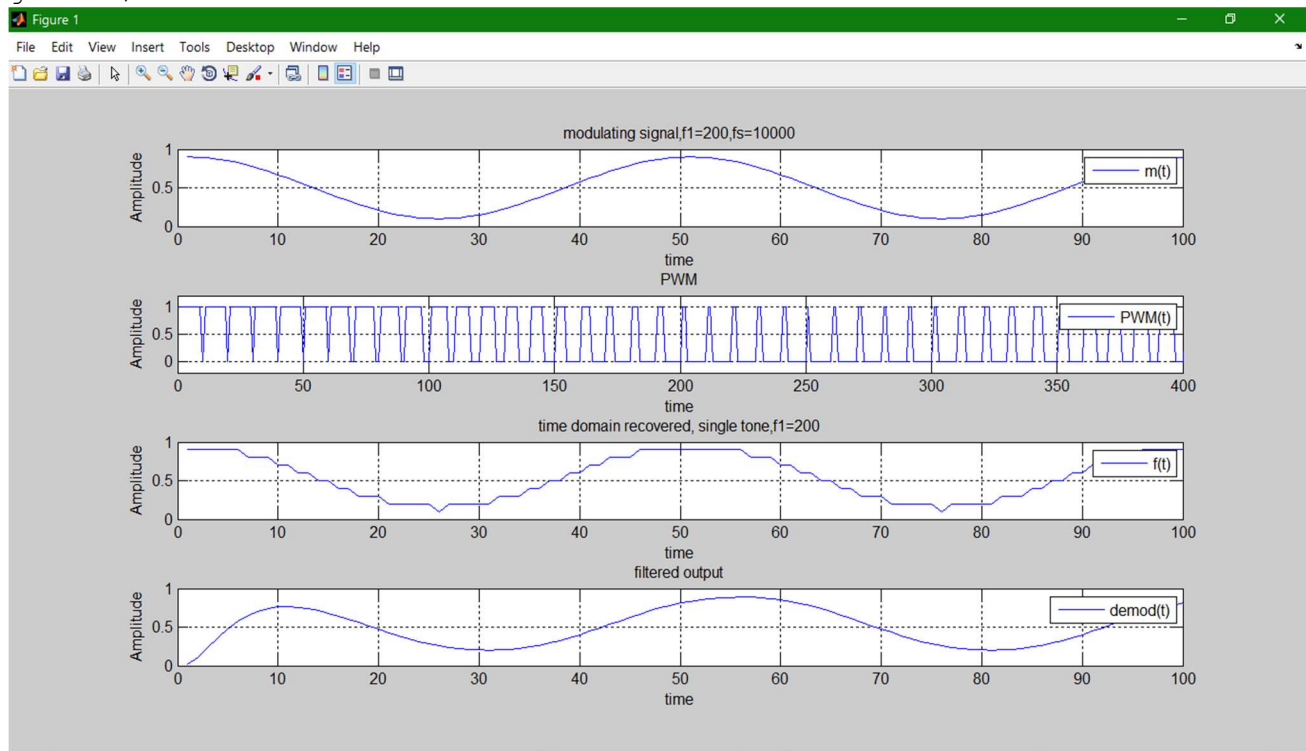 Figure 1
File Edit View Insert Tools Desktop Window Help
modulating signal,f1=200,fs=10000
Amplitude
1
0.5
0
m(t)
0 10 20 30 40 50 60 70 80 90 100
time
PWM
Amplitude
1
0.5
0
PWM(t)
0 50 100 150 200 250 300 350 400
time
time domain recovered, single tone,f1=200
Amplitude
1
0.5
0
f(t)
0 10 20 30 40 50 60 70 80 90 100
time
filtered output
Amplitude
1
0.5
0
demod(t)
0 10 20 30 40 50 60 70 80 90 100
time